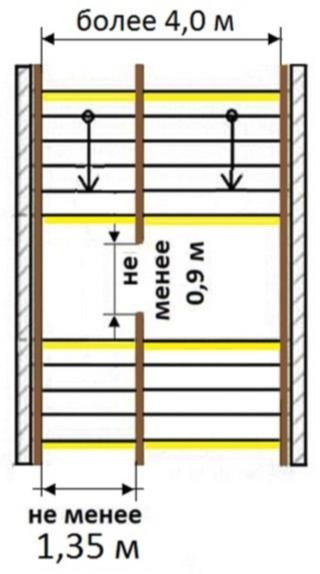 более 4,0 м
не
менее
0,9 м
не менее
1,35 м